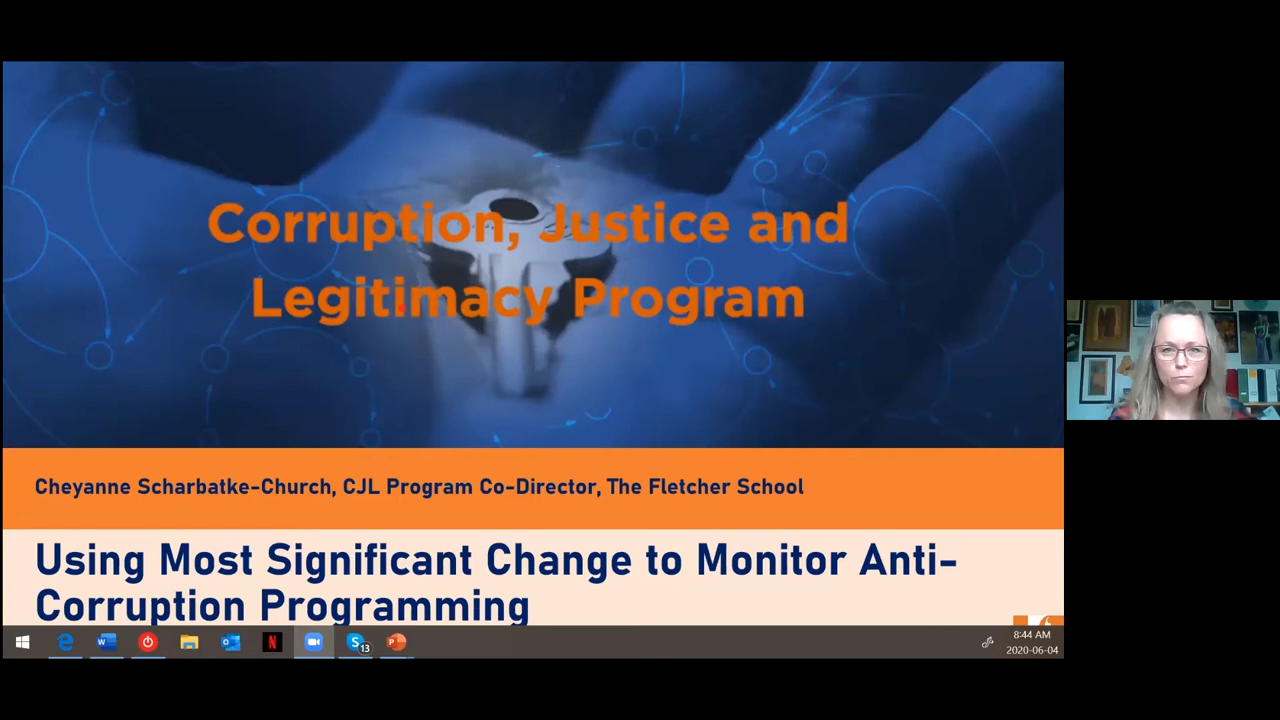 Corruption, Justice and
Legitimacy Program
Cheyanne Scharbatke-Church, CJL Program Co-Director, The Fletcher School
Using Most Significant Change to Monitor Anti-
Corruption Programming
13
8:44 AM
2020-06-04